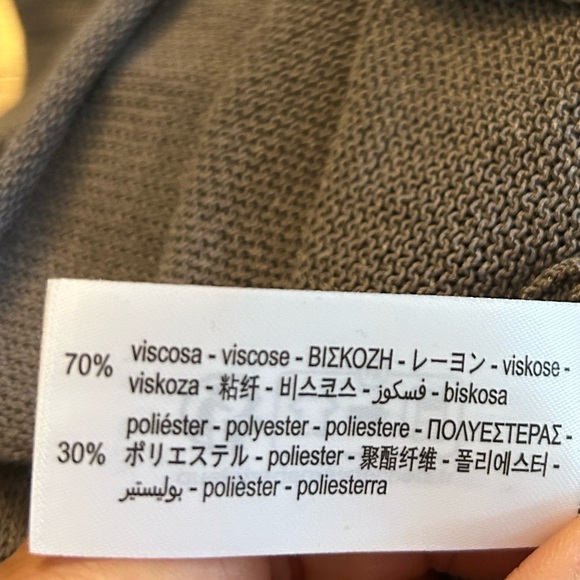 70% viscosa - viscose - ΒΙΣΚΟΖΗ - レーヨン - viskose -
viskoza - 粘纤 - 비스코스 - فسكوز - biskosa
poliéster - polyester - poliestere - ΠΟΛΥΕΣΤΕΡΑΣ -
30% ポリエステル - poliester - 聚酯纤维 - 폴리에스터 -
بوليستير - polièster - poliesterra